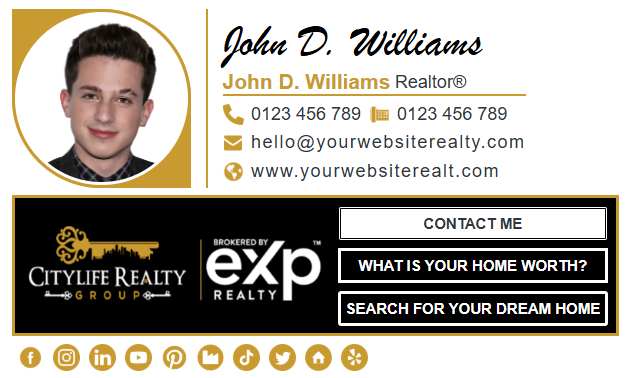 John D. Williams
John D. Williams Realtor®
0123 456 789 0123 456 789
hello@yourwebsiterealty.com
www.yourwebsiterealt.com
CITYLIFE REALTY
GROUP
BROKERED BY
eXp™
REALTY
CONTACT ME
WHAT IS YOUR HOME WORTH?
SEARCH FOR YOUR DREAM HOME